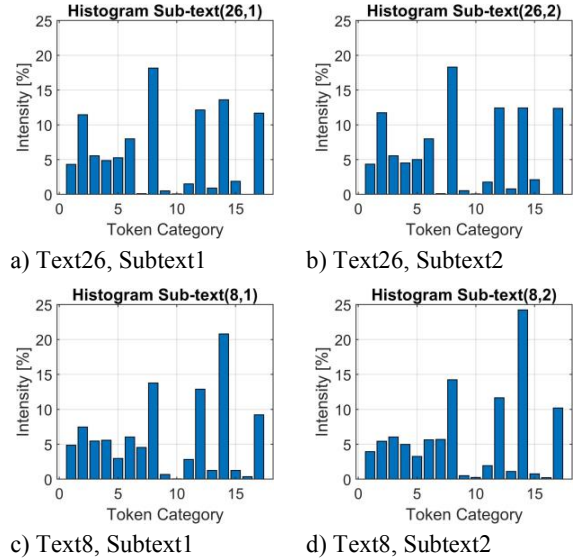 Histogram Sub-text(26,1)
25
20
15
10
5
0
Intensity [%]
0 5 10 15
Token Category
a) Text26, Subtext1
Histogram Sub-text(26,2)
25
20
15
10
5
0
Intensity [%]
0 5 10 15
Token Category
b) Text26, Subtext2
Histogram Sub-text(8,1)
25
20
15
10
5
0
Intensity [%]
0 5 10 15
Token Category
c) Text8, Subtext1
Histogram Sub-text(8,2)
25
20
15
10
5
0
Intensity [%]
0 5 10 15
Token Category
d) Text8, Subtext2